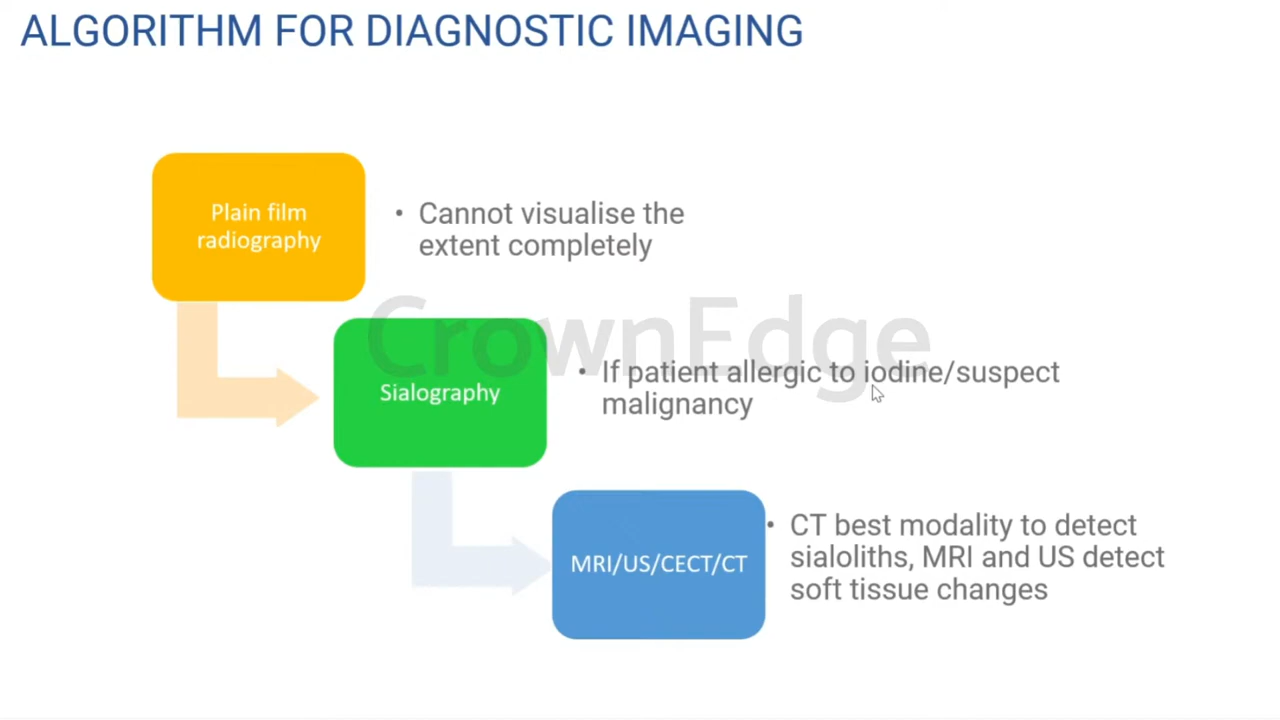 ALGORITHM FOR DIAGNOSTIC IMAGING
Plain film
radiography
• Cannot visualise the
extent completely
CrownEdge
Sialography
• If patient allergic to iodine/suspect
malignancy
MRI/US/CECT/CT
• CT best modality to detect
sialoliths, MRI and US detect
soft tissue changes